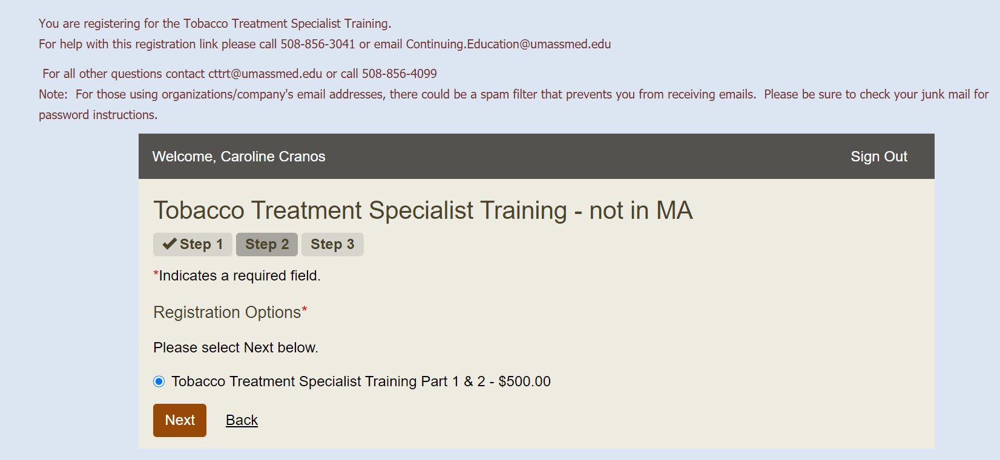 You are registering for the Tobacco Treatment Specialist Training.
For help with this registration link please call 508-856-3041 or email Continuing.Education@umassmed.edu
For all other questions contact cttrt@umassmed.edu or call 508-856-4099
Note:  For those using organizations/company's email addresses, there could be a spam filter that prevents you from receiving emails.  Please be sure to check your junk mail for
password instructions.
Welcome, Caroline Cranos
Sign Out
Tobacco Treatment Specialist Training - not in MA
✔ Step 1
Step 2
Step 3
*Indicates a required field.
Registration Options*
Please select Next below.
Tobacco Treatment Specialist Training Part 1 & 2 - $500.00
Next
Back